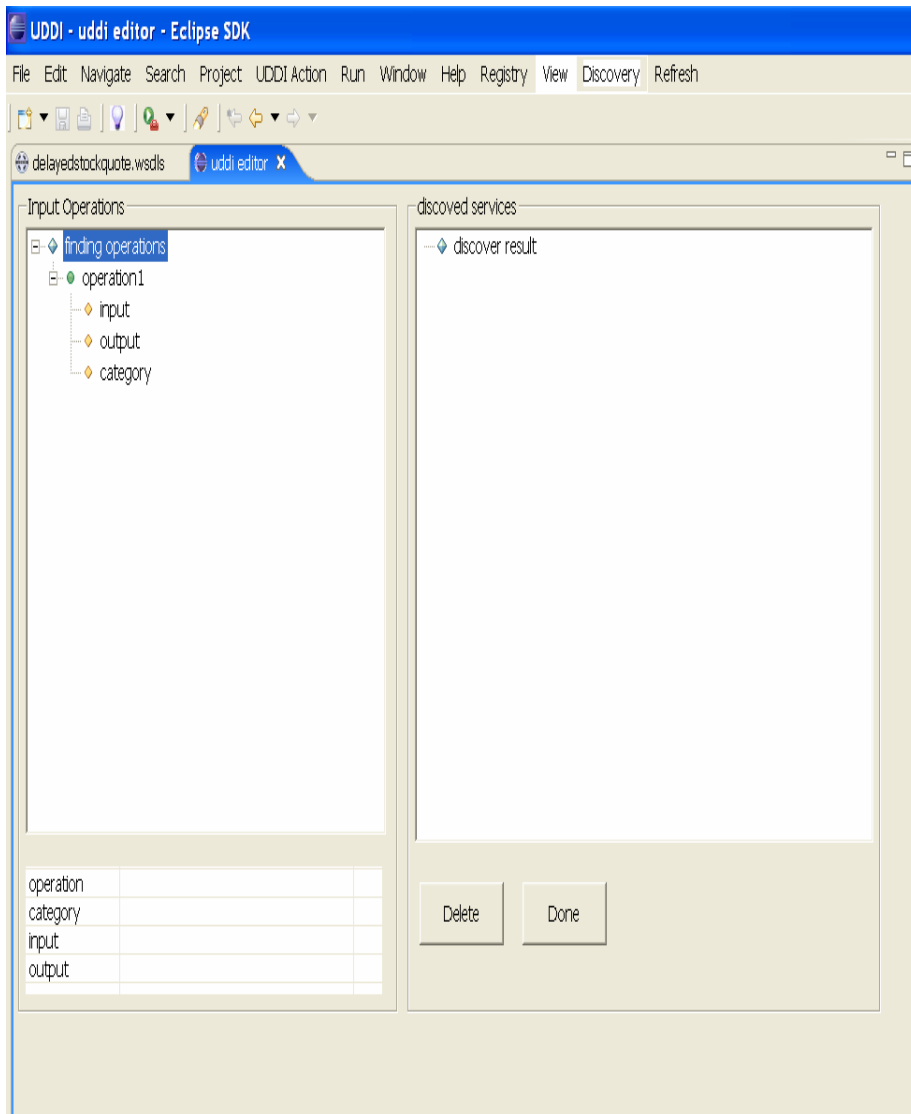 UDDI - uddi editor - Eclipse SDK
File Edit Navigate Search Project UDDI Action Run Window Help Registry View Discovery Refresh
delayedstockquote.wsdls uddi editor
Input Operations
finding operations
operation1
input
output
category
operation
category
input
output
discoved services
discover result
Delete Done